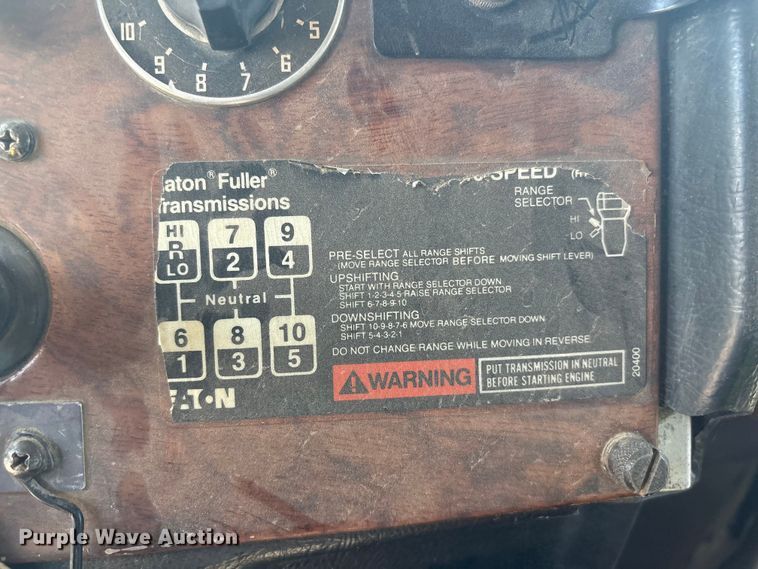 10 9 8 7 6 5
aton® Fuller®
Transmissions
SPEED
RANGE
SELECTOR
HI
LO
HI 7 9
R
LO 2 4
Neutral
6 8 10
1 3 5
EATON
PRE-SELECT ALL RANGE SHIFTS
(MOVE RANGE SELECTOR BEFORE MOVING SHIFT LEVER)
UPSHIFTING
START WITH RANGE SELECTOR DOWN
SHIFT 1-2-3-4-5 RAISE RANGE SELECTOR
SHIFT 6-7-8-9-10
DOWNSHIFTING
SHIFT 10-9-8-7-6 MOVE RANGE SELECTOR DOWN
SHIFT 5-4-3-2-1
DO NOT CHANGE RANGE WHILE MOVING IN REVERSE
WARNING
PUT TRANSMISSION IN NEUTRAL
BEFORE STARTING ENGINE
20400
Purple Wave Auction